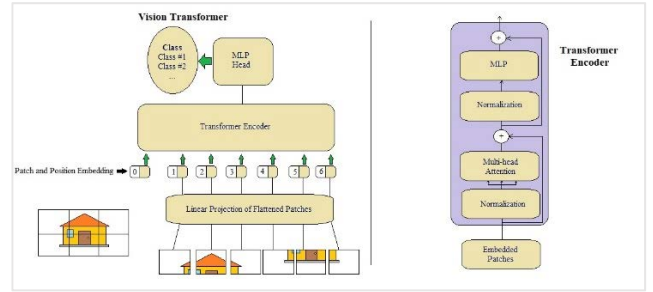 Vision Transformer
Class
Class #1
Class #2
...
MLP
Head
Transformer Encoder
Patch and Position Embedding
0
1
2
3
4
5
6
Linear Projection of Flattened Patches
Transformer
Encoder
+
MLP
Normalization
+
Multi-head
Attention
Normalization
Embedded
Patches